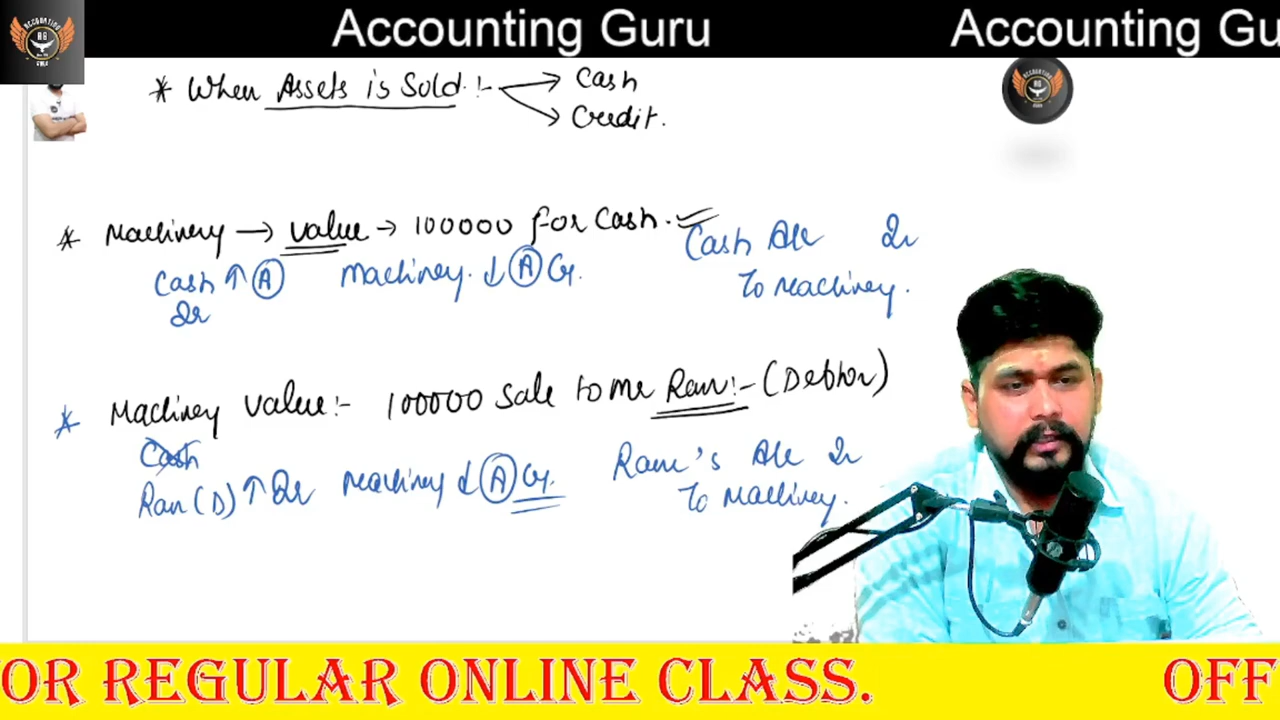 Accounting Guru
Accounting Gu
* When Assets is Sold :- → Cash
→ Credit.
* Machinery → Value → 100000 for Cash. Cash A/c Dr
Cash ↑ (A) Machinery ↓ (A) Cr. To Machinery.
Dr
* Machinery Value :- 100000 Sale to Mr Ram :- (Debtor)
Cash
Ram (D) ↑ Dr Machinery ↓ (A) Cr. Ram's A/c Dr
To Machinery.
OR REGULAR ONLINE CLASS. OFF